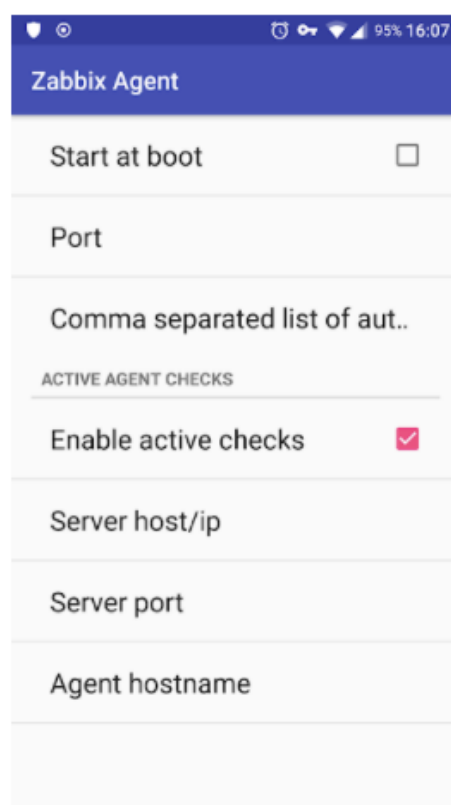 95% 16:07
Zabbix Agent
Start at boot
Port
Comma separated list of aut..
ACTIVE AGENT CHECKS
Enable active checks
Server host/ip
Server port
Agent hostname